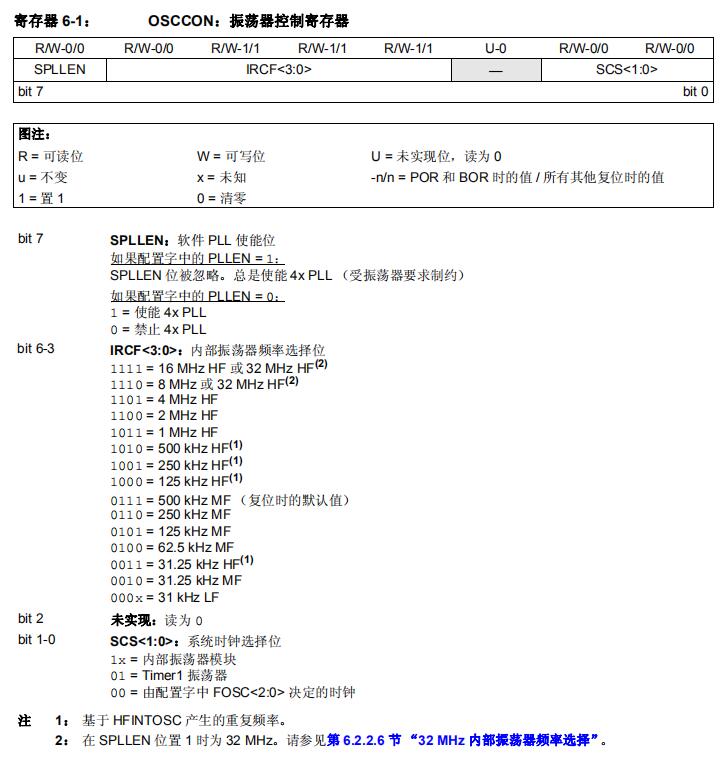 寄存器 6-1： OSCCON：振荡器控制寄存器
R/W-0/0 R/W-0/0 R/W-1/1 R/W-1/1 R/W-1/1 U-0 R/W-0/0 R/W-0/0
SPLLEN IRCF<3:0> — SCS<1:0>
bit 7 bit 0
图注：
R = 可读位 W = 可写位 U = 未实现位，读为 0
u = 不变 x = 未知 -n/n = POR 和 BOR 时的值 / 所有其他复位时的值
1 = 置 1 0 = 清零
bit 7 SPLLEN：软件 PLL 使能位
如果配置字中的 PLLEN = 1：
SPLLEN 位被忽略。总是使能 4x PLL （受振荡器要求制约）
如果配置字中的 PLLEN = 0：
1 = 使能 4x PLL
0 = 禁止 4x PLL
bit 6-3 IRCF<3:0>：内部振荡器频率选择位
1111 = 16 MHz HF 或 32 MHz HF(2)
1110 = 8 MHz 或 32 MHz HF(2)
1101 = 4 MHz HF
1100 = 2 MHz HF
1011 = 1 MHz HF
1010 = 500 kHz HF(1)
1001 = 250 kHz HF(1)
1000 = 125 kHz HF(1)
0111 = 500 kHz MF （复位时的默认值）
0110 = 250 kHz MF
0101 = 125 kHz MF
0100 = 62.5 kHz MF
0011 = 31.25 kHz HF(1)
0010 = 31.25 kHz MF
000x = 31 kHz LF
bit 2 未实现：读为 0
bit 1-0 SCS<1:0>：系统时钟选择位
1x = 内部振荡器模块
01 = Timer1 振荡器
00 = 由配置字中 FOSC<2:0> 决定的时钟
注 1： 基于 HFINTOSC 产生的重复频率。
2： 在 SPLLEN 位置 1 时为 32 MHz。请参见第 6.2.2.6 节 “32 MHz 内部振荡器频率选择”。